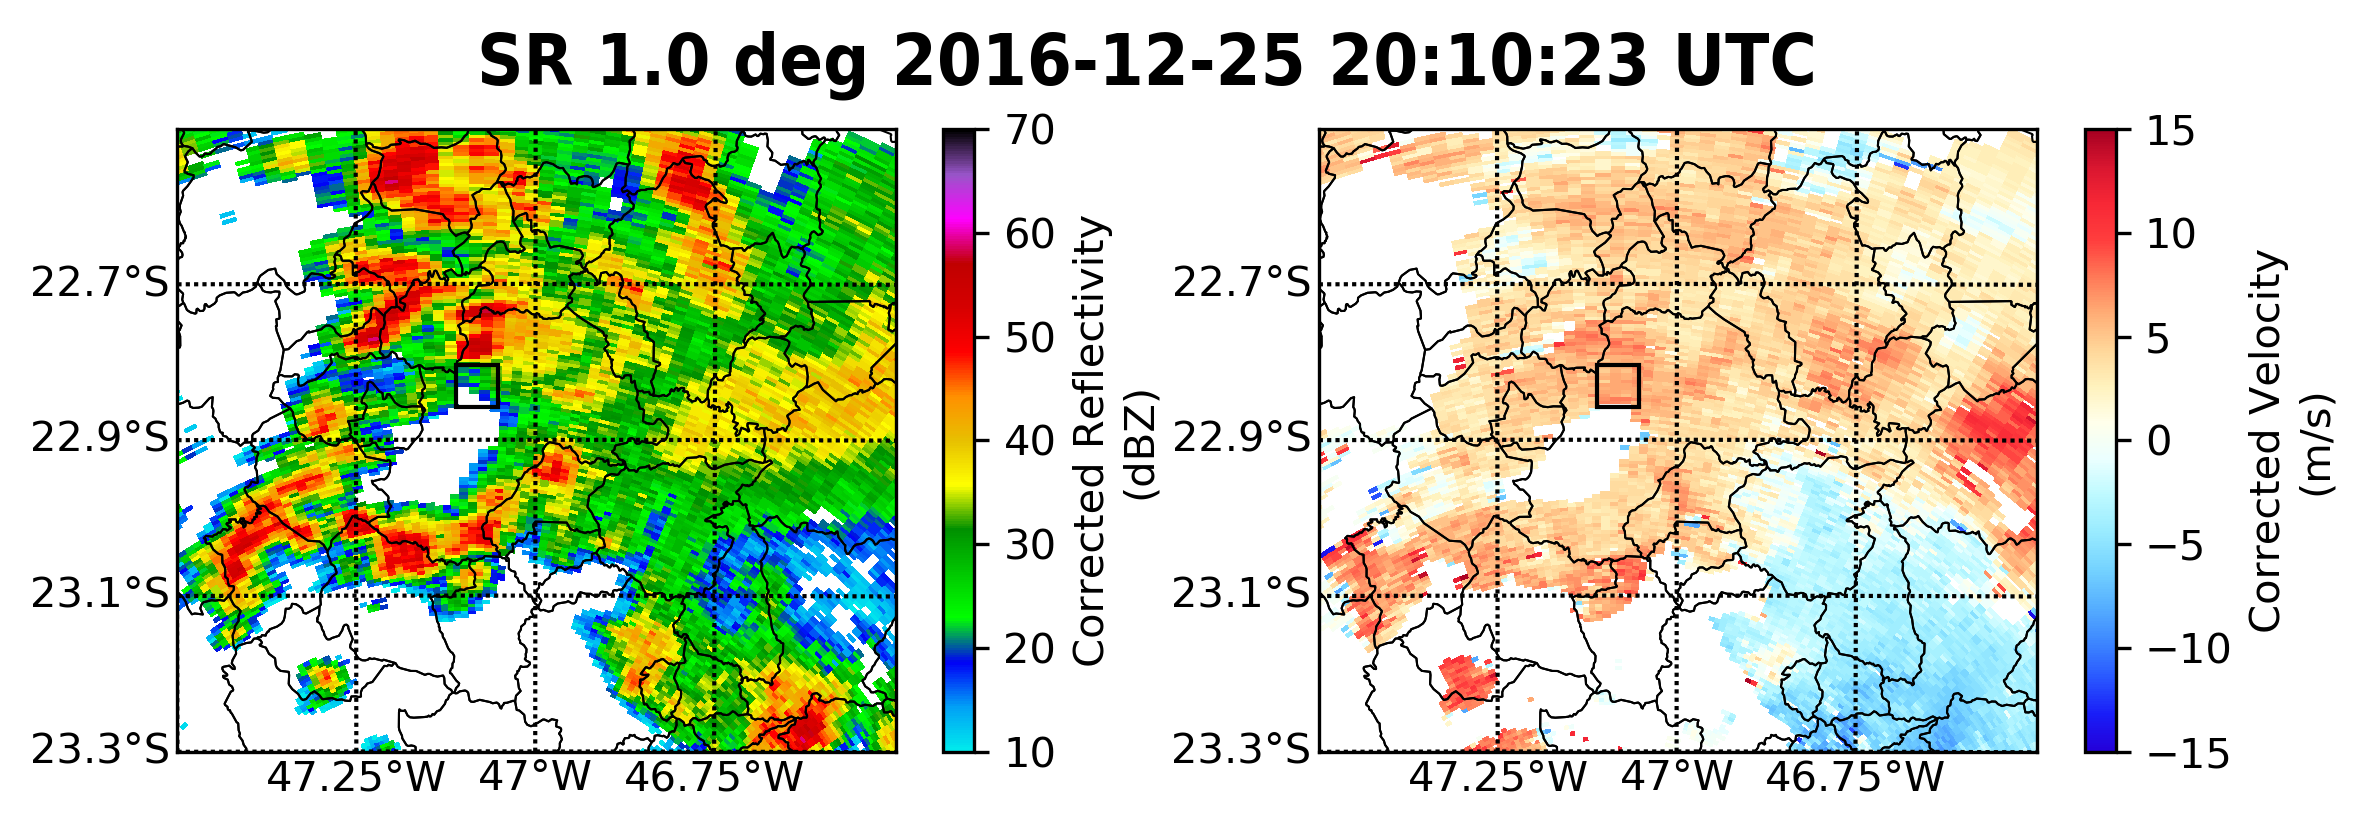 SR 1.0 deg 2016-12-25 20:10:23 UTC
22.7°S
22.9°S
23.1°S
23.3°S
47.25°W 47°W 46.75°W
70
60
50
40
30
20
10
Corrected Reflectivity
(dBZ)
22.7°S
22.9°S
23.1°S
23.3°S
47.25°W 47°W 46.75°W
15
10
5
0
−5
−10
−15
Corrected Velocity
(m/s)